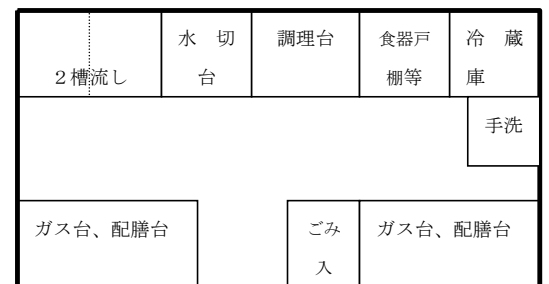 ２槽流し
水　切
台
調理台
食器戸
棚等
冷　蔵
庫
手洗
ガス台、配膳台
ごみ
入
ガス台、配膳台